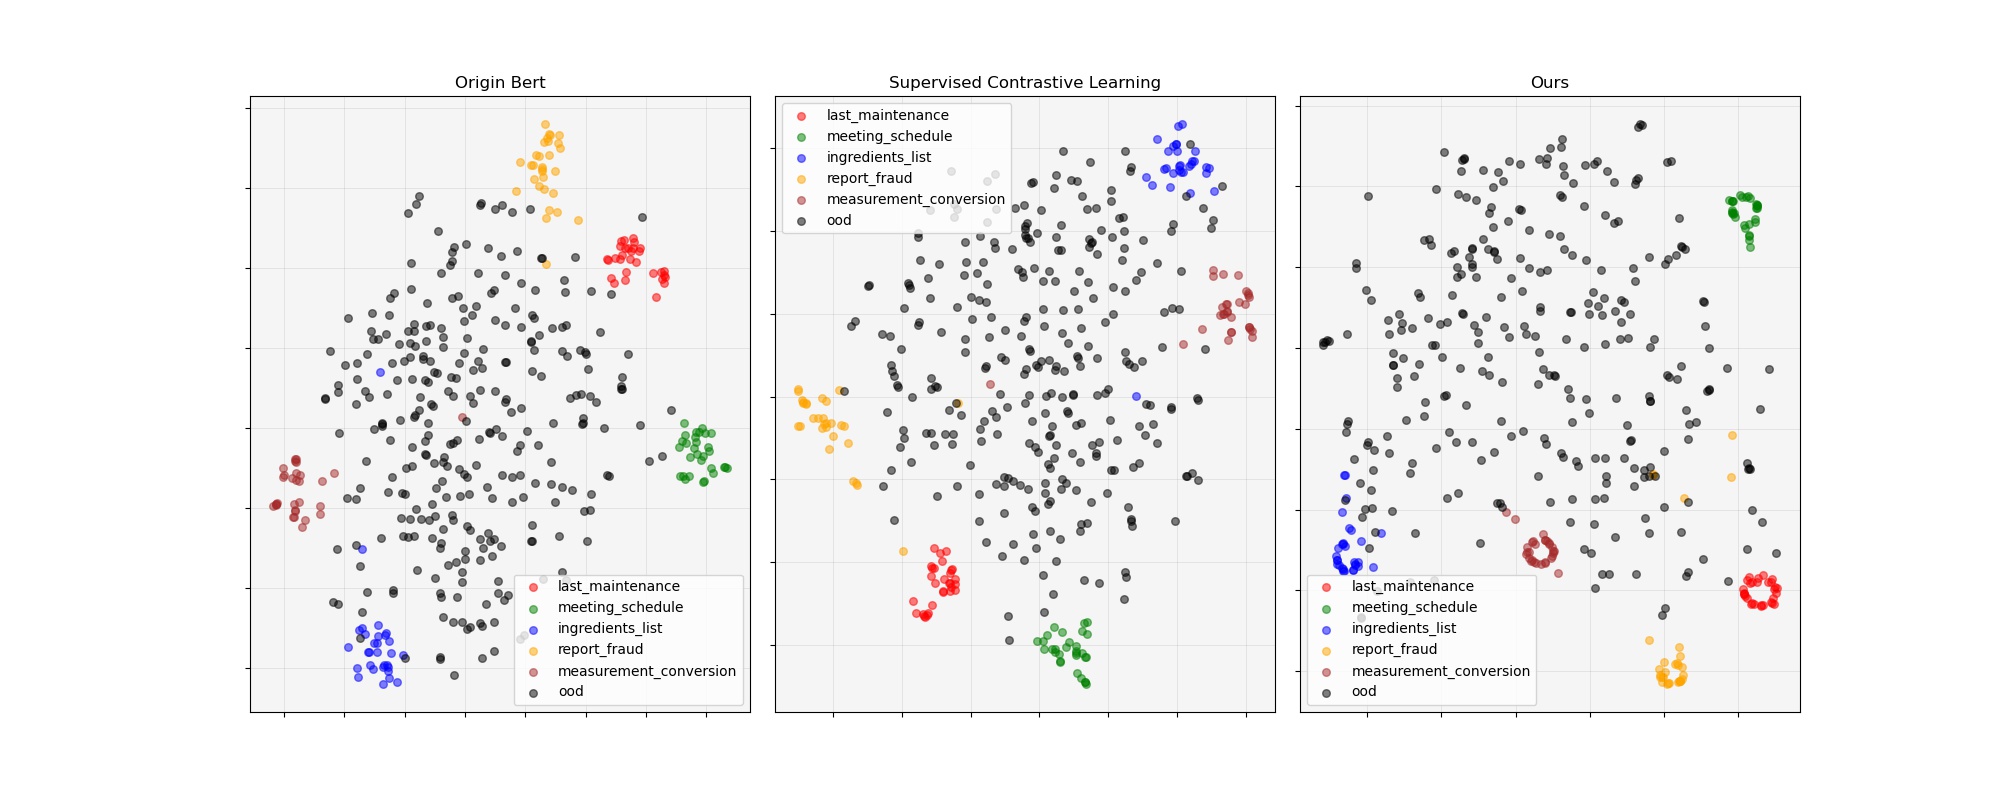 Origin Bert
last_maintenance
meeting_schedule
ingredients_list
report_fraud
measurement_conversion
ood
Supervised Contrastive Learning
last_maintenance
meeting_schedule
ingredients_list
report_fraud
measurement_conversion
ood
Ours
last_maintenance
meeting_schedule
ingredients_list
report_fraud
measurement_conversion
ood